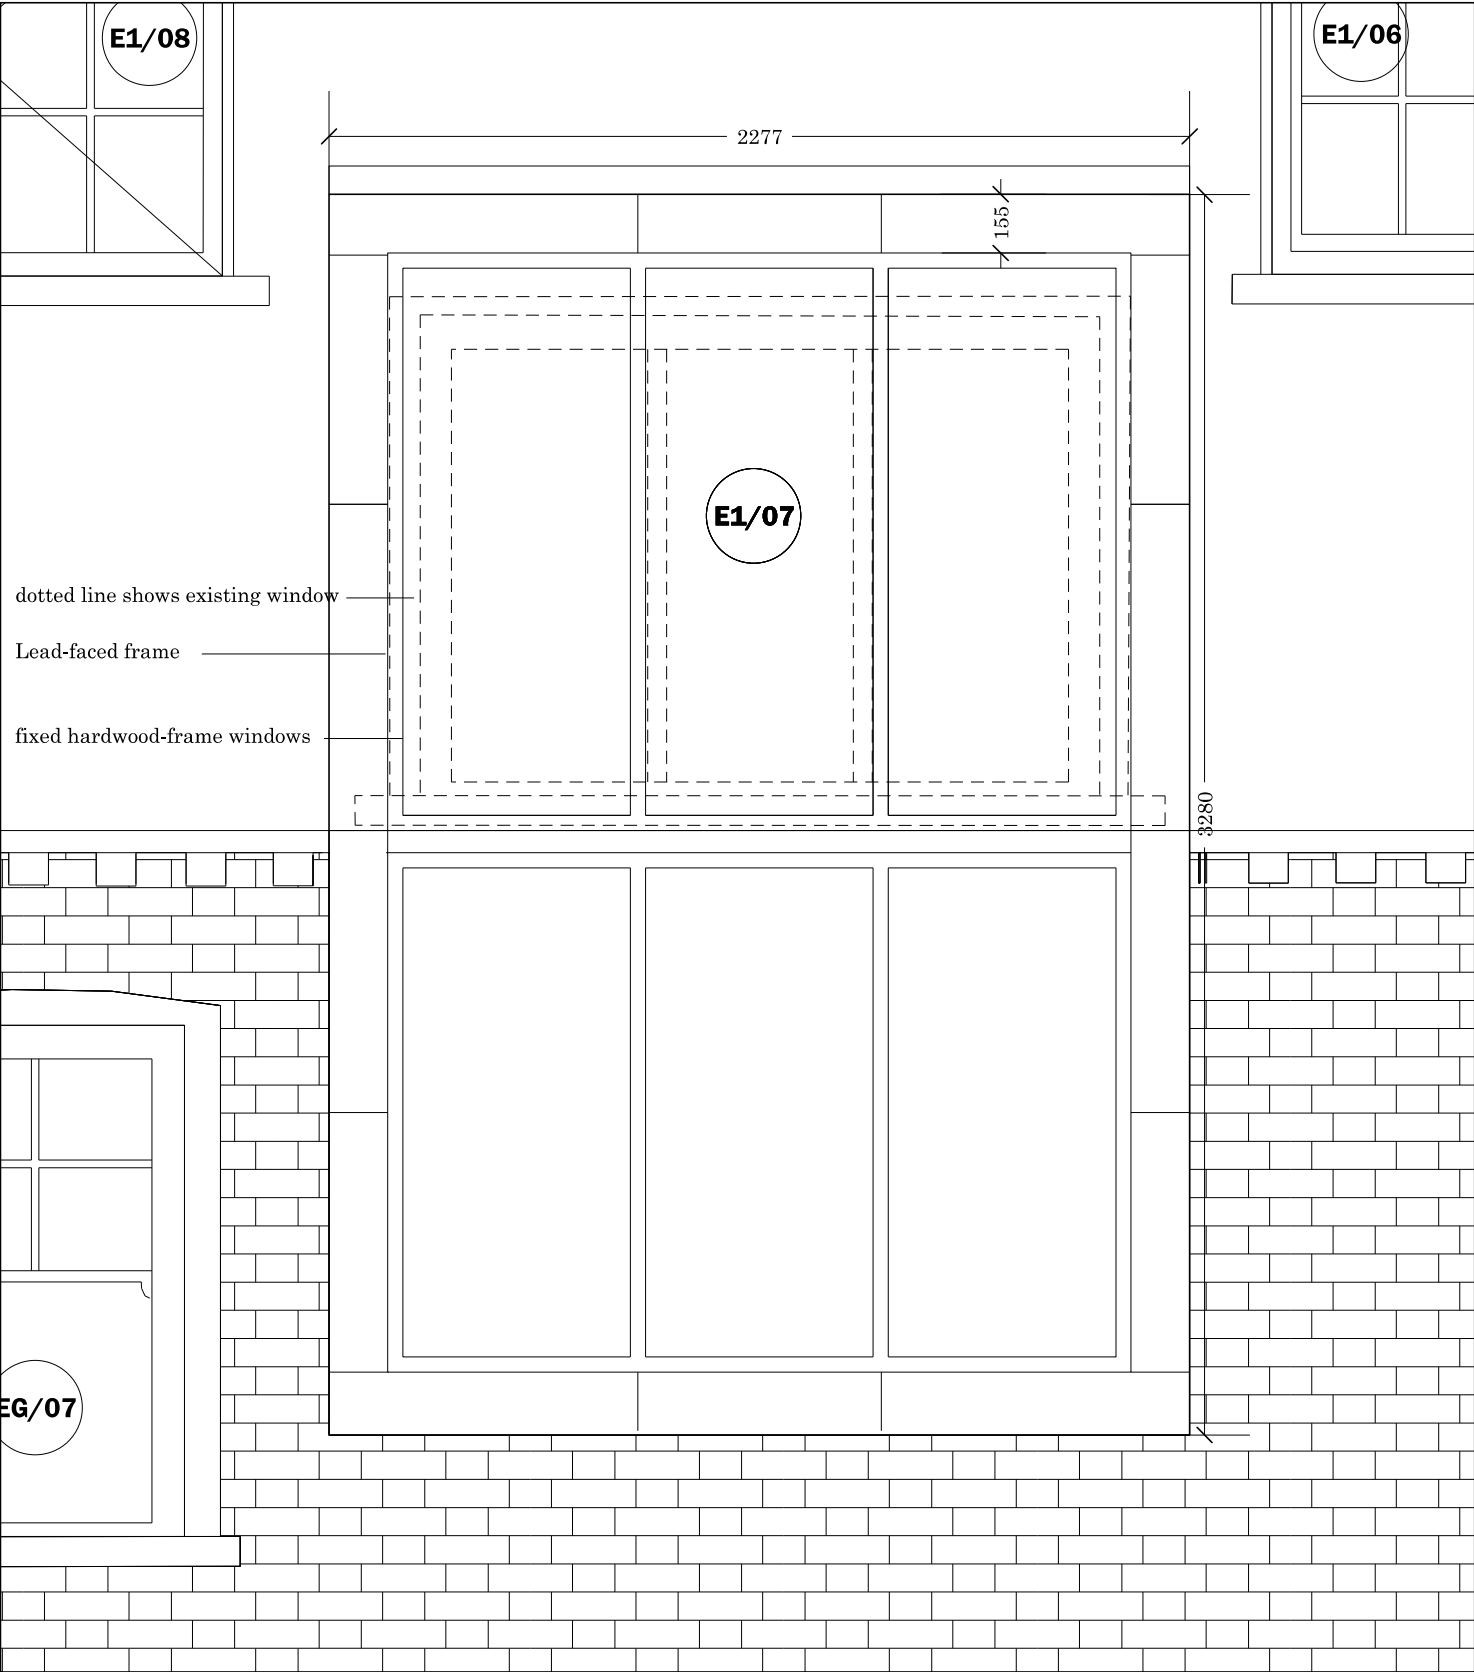 E1/08
E1/06
2277
155
E1/07
dotted line shows existing window
Lead-faced frame
fixed hardwood-frame windows
3280
EG/07